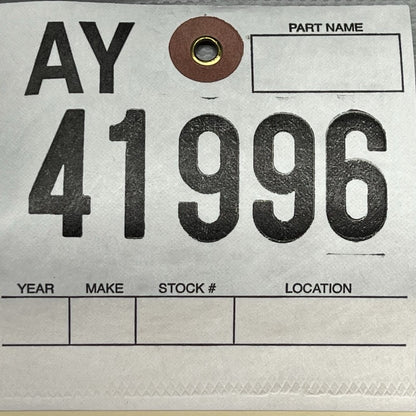 AY
PART NAME
41996
YEAR MAKE STOCK # LOCATION